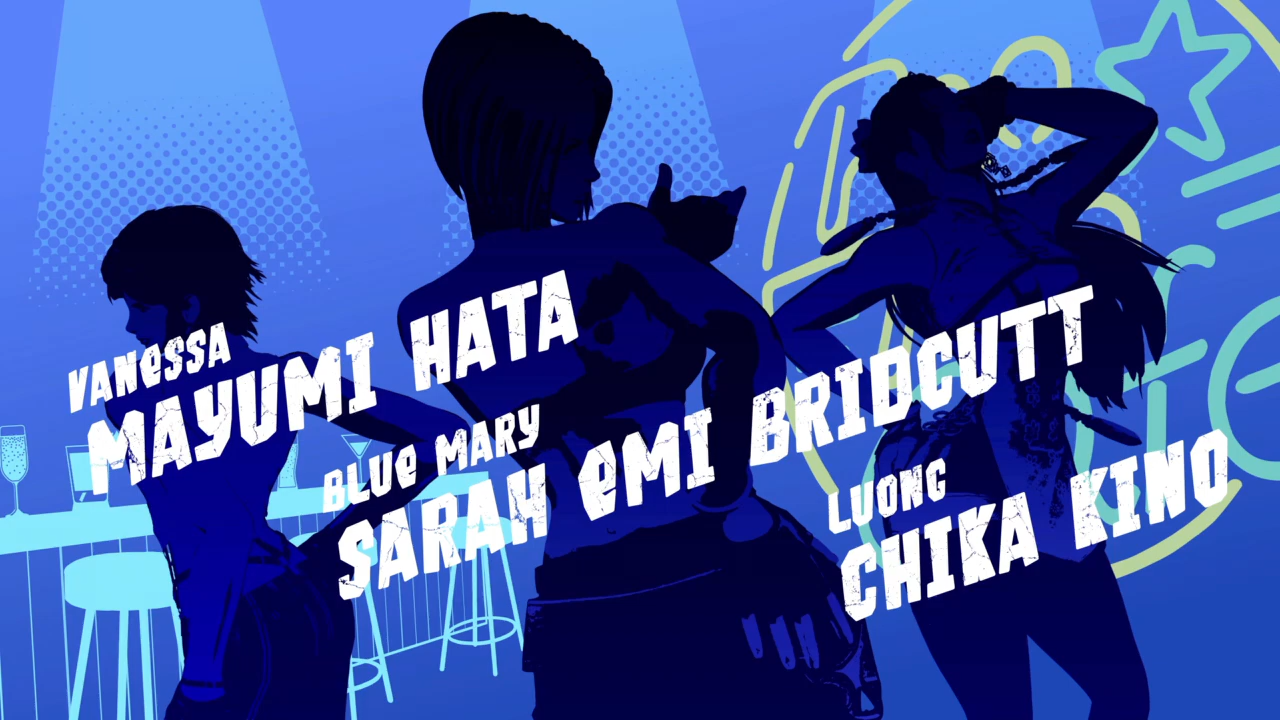 VANESSA
MAYUMI HATA
BLUE MARY
SARAH EMI BRIDCUTT
LUONG
CHIKA KINO